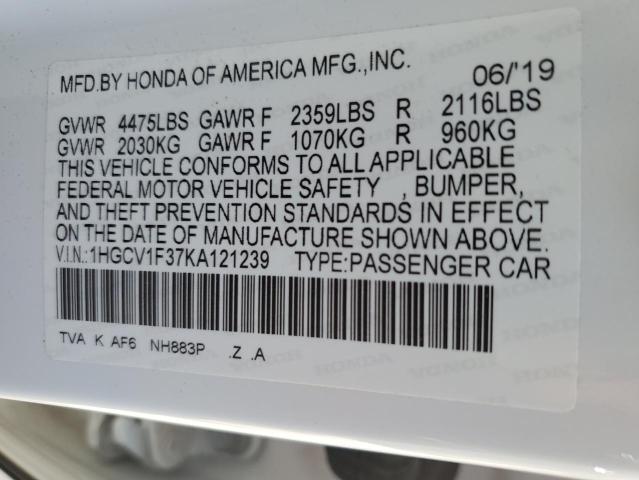 MFD.BY HONDA OF AMERICA MFG.,INC. 06/'19
GVWR 4475LBS GAWR F 2359LBS R 2116LBS
GVWR 2030KG GAWR F 1070KG R 960KG
THIS VEHICLE CONFORMS TO ALL APPLICABLE
FEDERAL MOTOR VEHICLE SAFETY , BUMPER,
AND THEFT PREVENTION STANDARDS IN EFFECT
ON THE DATE OF MANUFACTURE SHOWN ABOVE.
V.I.N.:1HGCV1F37KA121239 TYPE:PASSENGER CAR
TVA K AF6 NH883P .Z .A